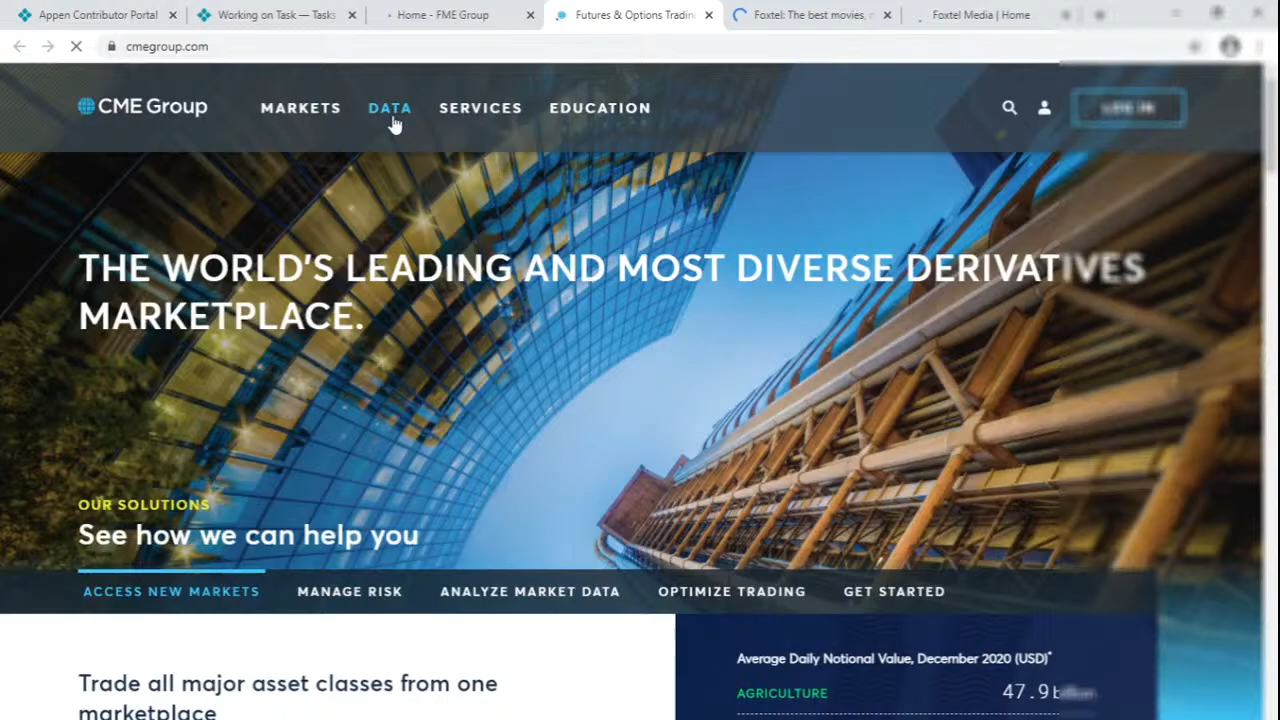 Appen Contributor Portal
Working on Task — Tasks
Home - FME Group
Futures & Options Tradin
Foxtel: The best movies,
Foxtel Media | Home
cmegroup.com
CME Group
MARKETS
DATA
SERVICES
EDUCATION
LOG IN
THE WORLD'S LEADING AND MOST DIVERSE DERIVATIVES
MARKETPLACE.
OUR SOLUTIONS
See how we can help you
ACCESS NEW MARKETS
MANAGE RISK
ANALYZE MARKET DATA
OPTIMIZE TRADING
GET STARTED
Trade all major asset classes from one
marketplace
Average Daily Notional Value, December 2020 (USD)*
AGRICULTURE
47.9